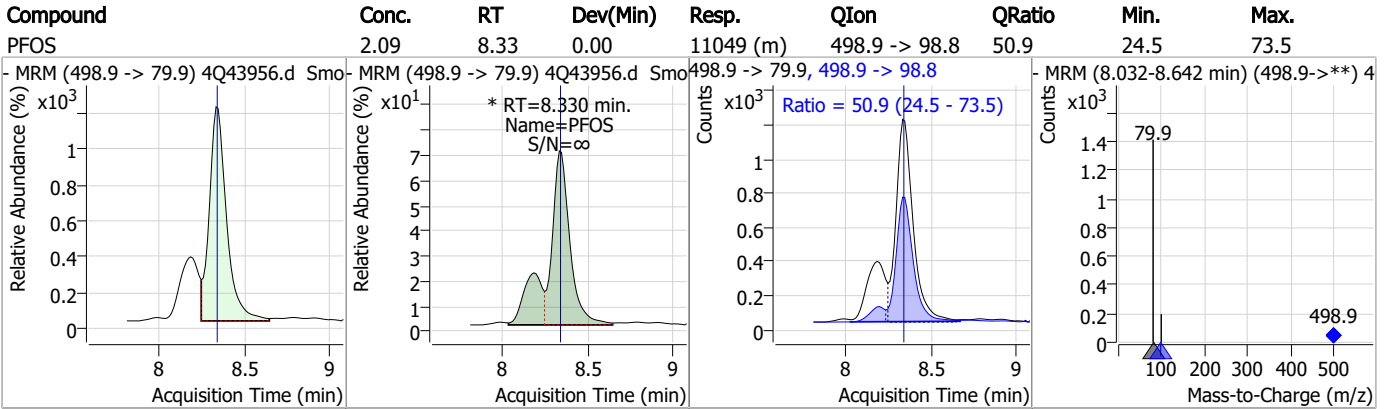 Compound Conc. RT Dev(Min) Resp. QIon QRatio Min. Max.
PFOS 2.09 8.33 0.00 11049 (m) 498.9 -> 98.8 50.9 24.5 73.5
- MRM (498.9 -> 79.9) 4Q43956.d Smo
x10³
Relative Abundance (%)
1
0.8
0.6
0.4
0.2
0
8 8.5 9
Acquisition Time (min)
- MRM (498.9 -> 79.9) 4Q43956.d Smo
x10¹
* RT=8.330 min.
Name=PFOS
S/N=∞
Relative Abundance (%)
7
6
5
4
3
2
1
0
8 8.5 9
Acquisition Time (min)
498.9 -> 79.9, 498.9 -> 98.8
x10³
Ratio = 50.9 (24.5 - 73.5)
Counts
1
0.8
0.6
0.4
0.2
0
8 8.5 9
Acquisition Time (min)
- MRM (8.032-8.642 min) (498.9->**) 4
x10³
Counts
79.9
1.4
1.2
1
0.8
0.6
0.4
0.2
0
498.9
100 200 300 400 500
Mass-to-Charge (m/z)